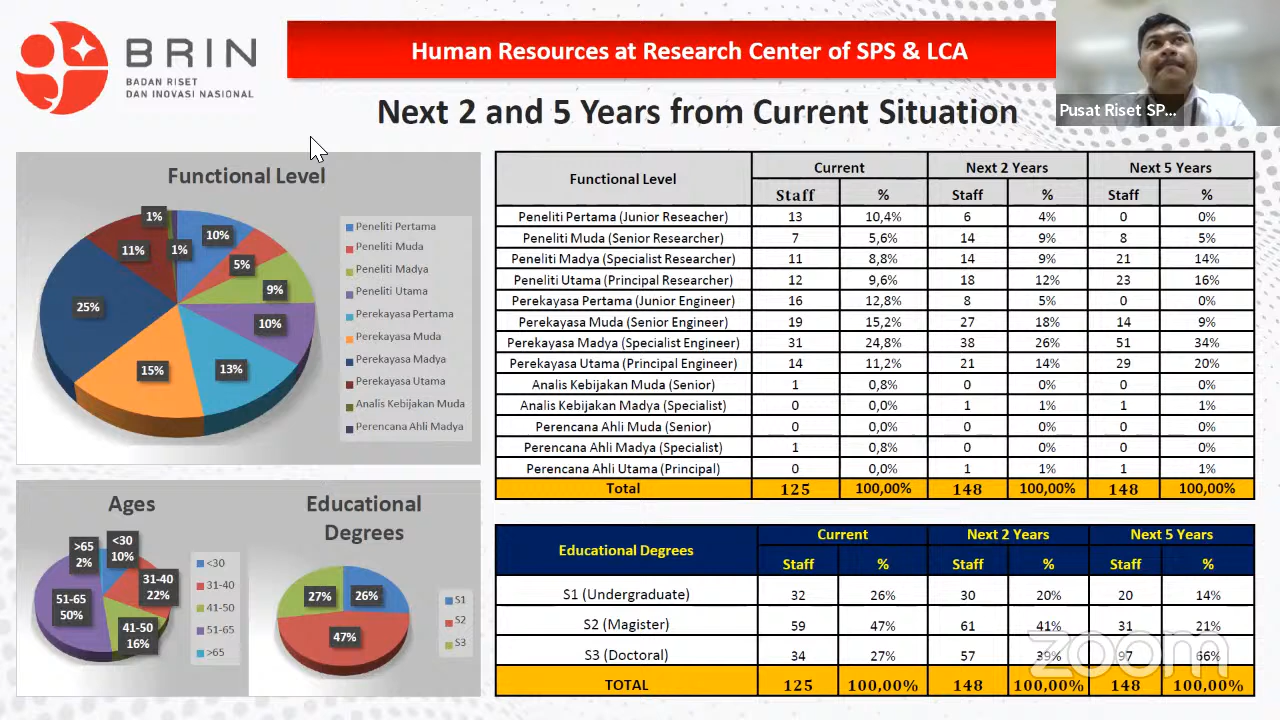 BRIN
BADAN RISET
DAN INOVASI NASIONAL
Human Resources at Research Center of SPS & LCA
Next 2 and 5 Years from Current Situation
Pusat Riset SP...
Functional Level
1%
10%
11%
1%
5%
9%
25%
10%
15%
13%
Peneliti Pertama
Peneliti Muda
Peneliti Madya
Peneliti Utama
Perekayasa Pertama
Perekayasa Muda
Perekayasa Madya
Perekayasa Utama
Analis Kebijakan Muda
Perencana Ahli Madya
Functional Level Current Next 2 Years Next 5 Years
Staff % Staff % Staff %
Peneliti Pertama (Junior Reseacher) 13 10,4% 6 4% 0 0%
Peneliti Muda (Senior Researcher) 7 5,6% 14 9% 8 5%
Peneliti Madya (Specialist Researcher) 11 8,8% 14 9% 21 14%
Peneliti Utama (Principal Researcher) 12 9,6% 18 12% 23 16%
Perekayasa Pertama (Junior Engineer) 16 12,8% 8 5% 0 0%
Perekayasa Muda (Senior Engineer) 19 15,2% 27 18% 14 9%
Perekayasa Madya (Specialist Engineer) 31 24,8% 38 26% 51 34%
Perekayasa Utama (Principal Engineer) 14 11,2% 21 14% 29 20%
Analis Kebijakan Muda (Senior) 1 0,8% 0 0% 0 0%
Analis Kebijakan Madya (Specialist) 0 0,0% 1 1% 1 1%
Perencana Ahli Muda (Senior) 0 0,0% 0 0% 0 0%
Perencana Ahli Madya (Specialist) 1 0,8% 0 0% 0 0%
Perencana Ahli Utama (Principal) 0 0,0% 1 1% 1 1%
Total 125 100,00% 148 100,00% 148 100,00%
Ages
>65
2%
<30
10%
31-40
22%
51-65
50%
41-50
16%
<30
31-40
41-50
51-65
>65
Educational
Degrees
27%
26%
47%
S1
S2
S3
Educational Degrees Current Next 2 Years Next 5 Years
Staff % Staff % Staff %
S1 (Undergraduate) 32 26% 30 20% 20 14%
S2 (Magister) 59 47% 61 41% 31 21%
S3 (Doctoral) 34 27% 57 39% 97 66%
TOTAL 125 100,00% 148 100,00% 148 100,00%
zoom